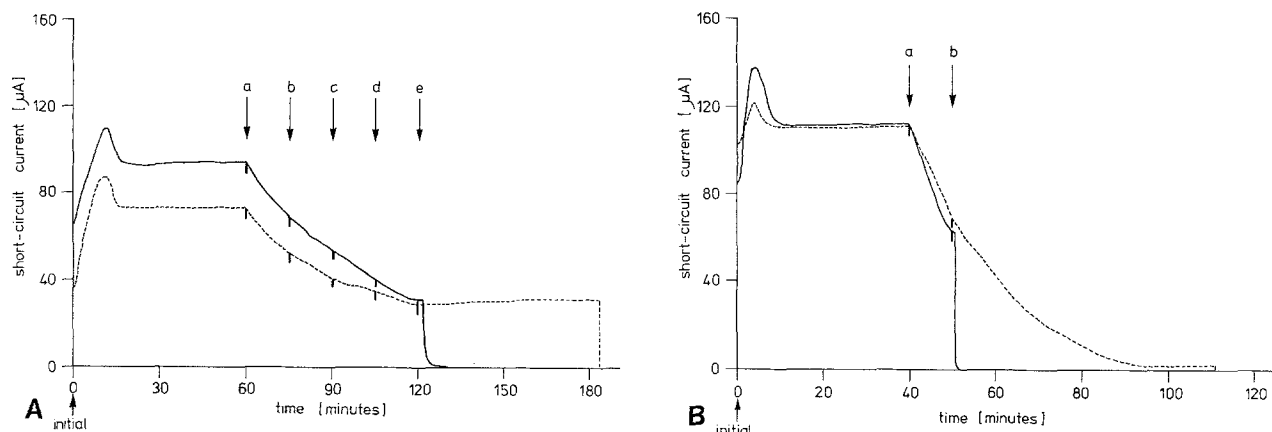 160
120
80
40
0
short-circuit current [µA]
a b c d e
0 30 60 90 120 150 180
time [minutes]
A
initial
160
120
80
40
0
short-circuit current [µA]
a b
0 20 40 60 80 100 120
time [minutes]
B
initial